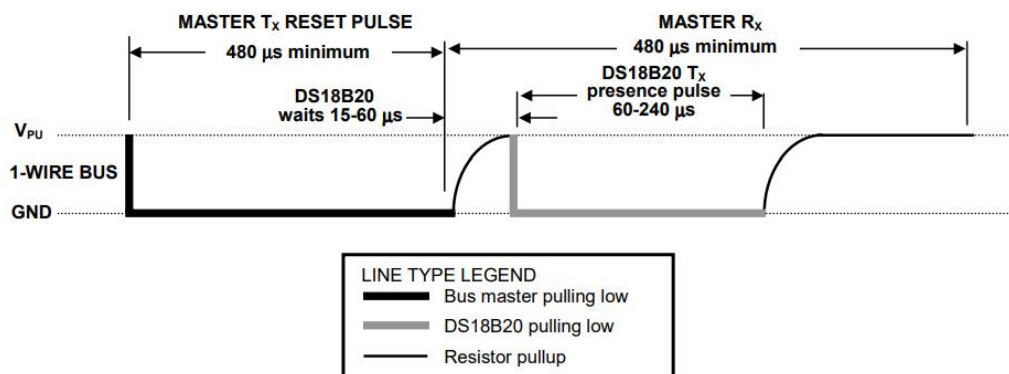 MASTER TX RESET PULSE
480 µs minimum
MASTER RX
480 µs minimum
DS18B20
waits 15-60 µs
DS18B20 TX
presence pulse
60-240 µs
VPU
1-WIRE BUS
GND
LINE TYPE LEGEND
Bus master pulling low
DS18B20 pulling low
Resistor pullup